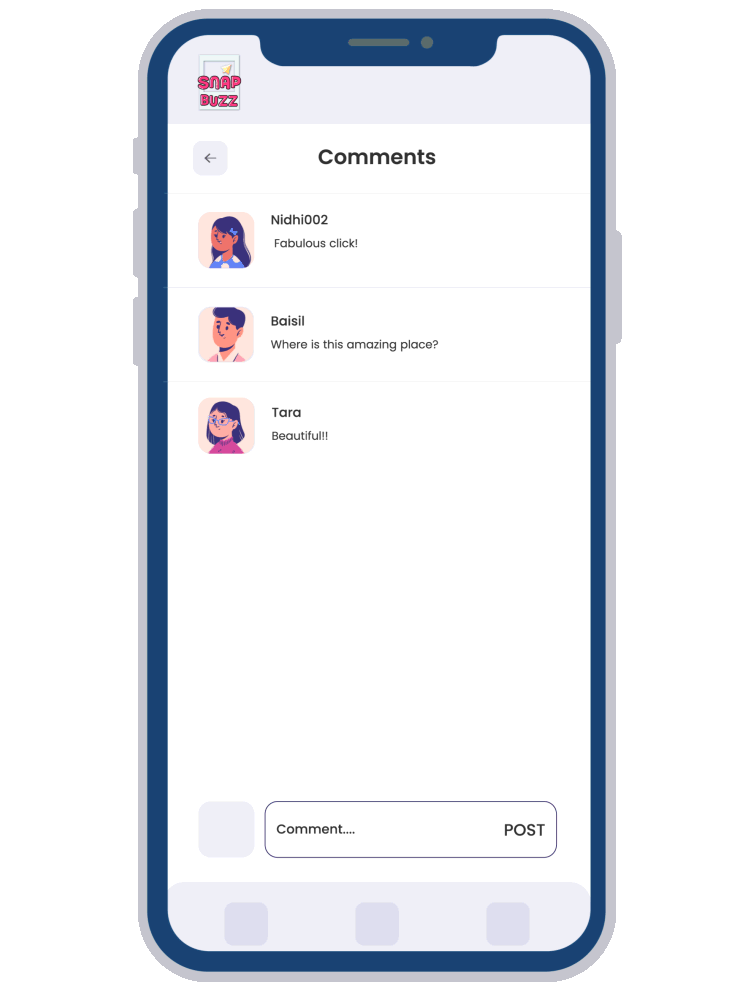 SNAP
BUZZ
Comments
Nidhi002
Fabulous click!
Baisil
Where is this amazing place?
Tara
Beautiful!!
Comment.... POST